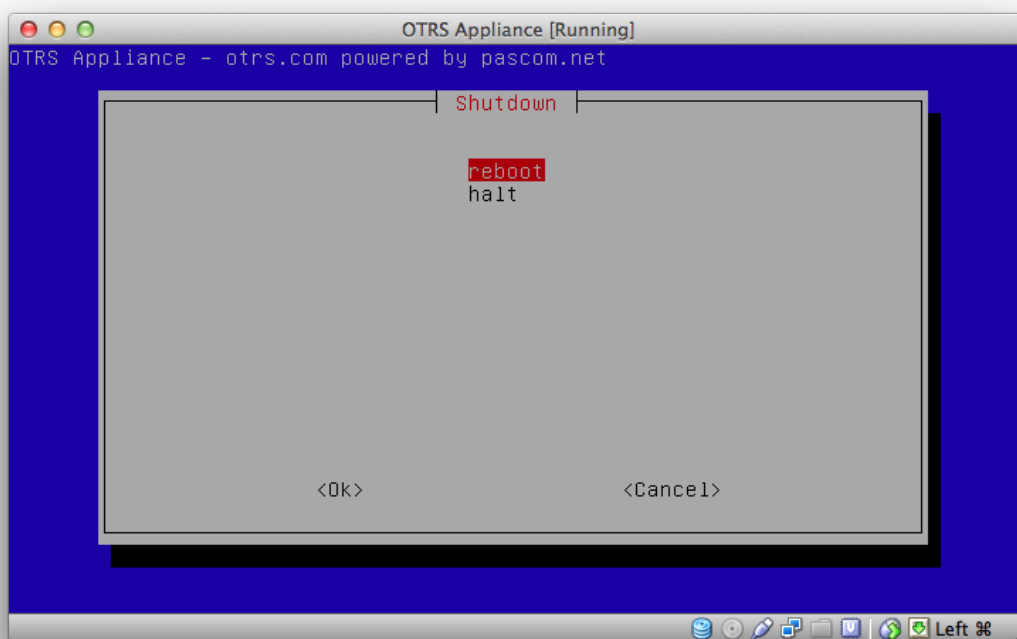 OTRS Appliance [Running]
OTRS Appliance - otrs.com powered by pascom.net
Shutdown
reboot
halt
<Ok> <Cancel>
Left ⌘